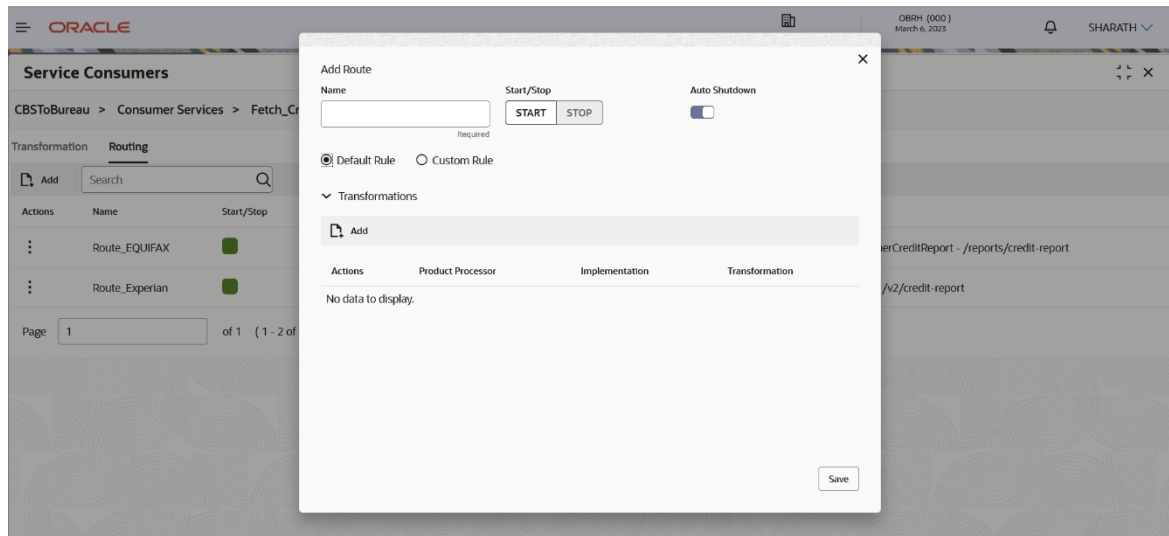 ORACLE
OBRH (000)
March 6, 2023
SHARATH
Service Consumers
CBSToBureau > Consumer Services > Fetch_Cr
Transformation Routing
Add Search
Actions Name Start/Stop
Route_EQUIFAX erCreditReport - /reports/credit-report
Route_Experian /v2/credit-report
Page 1 of 1 (1 - 2 of
Add Route
Name Start/Stop Auto Shutdown
START STOP
Required
Default Rule Custom Rule
Transformations
Add
Actions Product Processor Implementation Transformation
No data to display.
Save